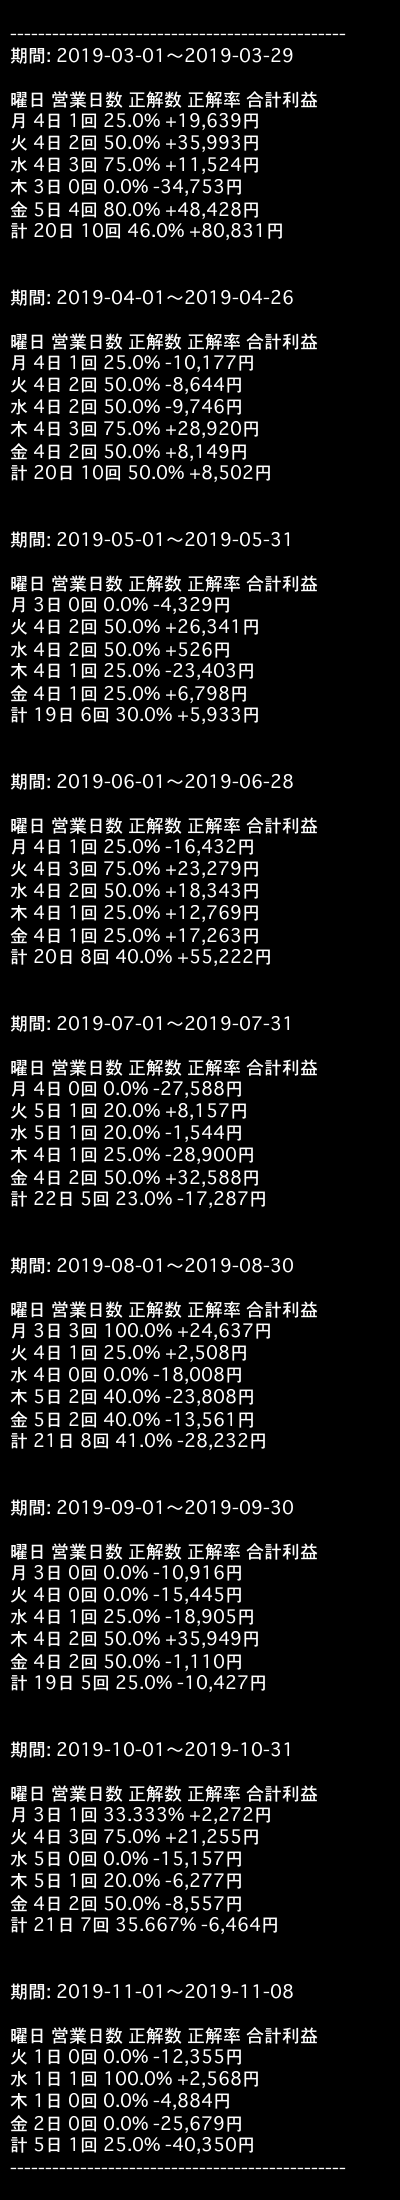 ------------------------------------------------
期間: 2019-03-01〜2019-03-29
曜日 営業日数 正解数 正解率 合計利益
月 4日 1回 25.0% +19,639円
火 4日 2回 50.0% +35,993円
水 4日 3回 75.0% +11,524円
木 3日 0回 0.0% -34,753円
金 5日 4回 80.0% +48,428円
計 20日 10回 46.0% +80,831円
期間: 2019-04-01〜2019-04-26
曜日 営業日数 正解数 正解率 合計利益
月 4日 1回 25.0% -10,177円
火 4日 2回 50.0% -8,644円
水 4日 2回 50.0% -9,746円
木 4日 3回 75.0% +28,920円
金 4日 2回 50.0% +8,149円
計 20日 10回 50.0% +8,502円
期間: 2019-05-01〜2019-05-31
曜日 営業日数 正解数 正解率 合計利益
月 3日 0回 0.0% -4,329円
火 4日 2回 50.0% +26,341円
水 4日 2回 50.0% +526円
木 4日 1回 25.0% -23,403円
金 4日 1回 25.0% +6,798円
計 19日 6回 30.0% +5,933円
期間: 2019-06-01〜2019-06-28
曜日 営業日数 正解数 正解率 合計利益
月 4日 1回 25.0% -16,432円
火 4日 3回 75.0% +23,279円
水 4日 2回 50.0% +18,343円
木 4日 1回 25.0% +12,769円
金 4日 1回 25.0% +17,263円
計 20日 8回 40.0% +55,222円
期間: 2019-07-01〜2019-07-31
曜日 営業日数 正解数 正解率 合計利益
月 4日 0回 0.0% -27,588円
火 5日 1回 20.0% +8,157円
水 5日 1回 20.0% -1,544円
木 4日 1回 25.0% -28,900円
金 4日 2回 50.0% +32,588円
計 22日 5回 23.0% -17,287円
期間: 2019-08-01〜2019-08-30
曜日 営業日数 正解数 正解率 合計利益
月 3日 3回 100.0% +24,637円
火 4日 1回 25.0% +2,508円
水 4日 0回 0.0% -18,008円
木 5日 2回 40.0% -23,808円
金 5日 2回 40.0% -13,561円
計 21日 8回 41.0% -28,232円
期間: 2019-09-01〜2019-09-30
曜日 営業日数 正解数 正解率 合計利益
月 3日 0回 0.0% -10,916円
火 4日 0回 0.0% -15,445円
水 4日 1回 25.0% -18,905円
木 4日 2回 50.0% +35,949円
金 4日 2回 50.0% -1,110円
計 19日 5回 25.0% -10,427円
期間: 2019-10-01〜2019-10-31
曜日 営業日数 正解数 正解率 合計利益
月 3日 1回 33.333% +2,272円
火 4日 3回 75.0% +21,255円
水 5日 0回 0.0% -15,157円
木 5日 1回 20.0% -6,277円
金 4日 2回 50.0% -8,557円
計 21日 7回 35.667% -6,464円
期間: 2019-11-01〜2019-11-08
曜日 営業日数 正解数 正解率 合計利益
火 1日 0回 0.0% -12,355円
水 1日 1回 100.0% +2,568円
木 1日 0回 0.0% -4,884円
金 2日 0回 0.0% -25,679円
計 5日 1回 25.0% -40,350円
------------------------------------------------